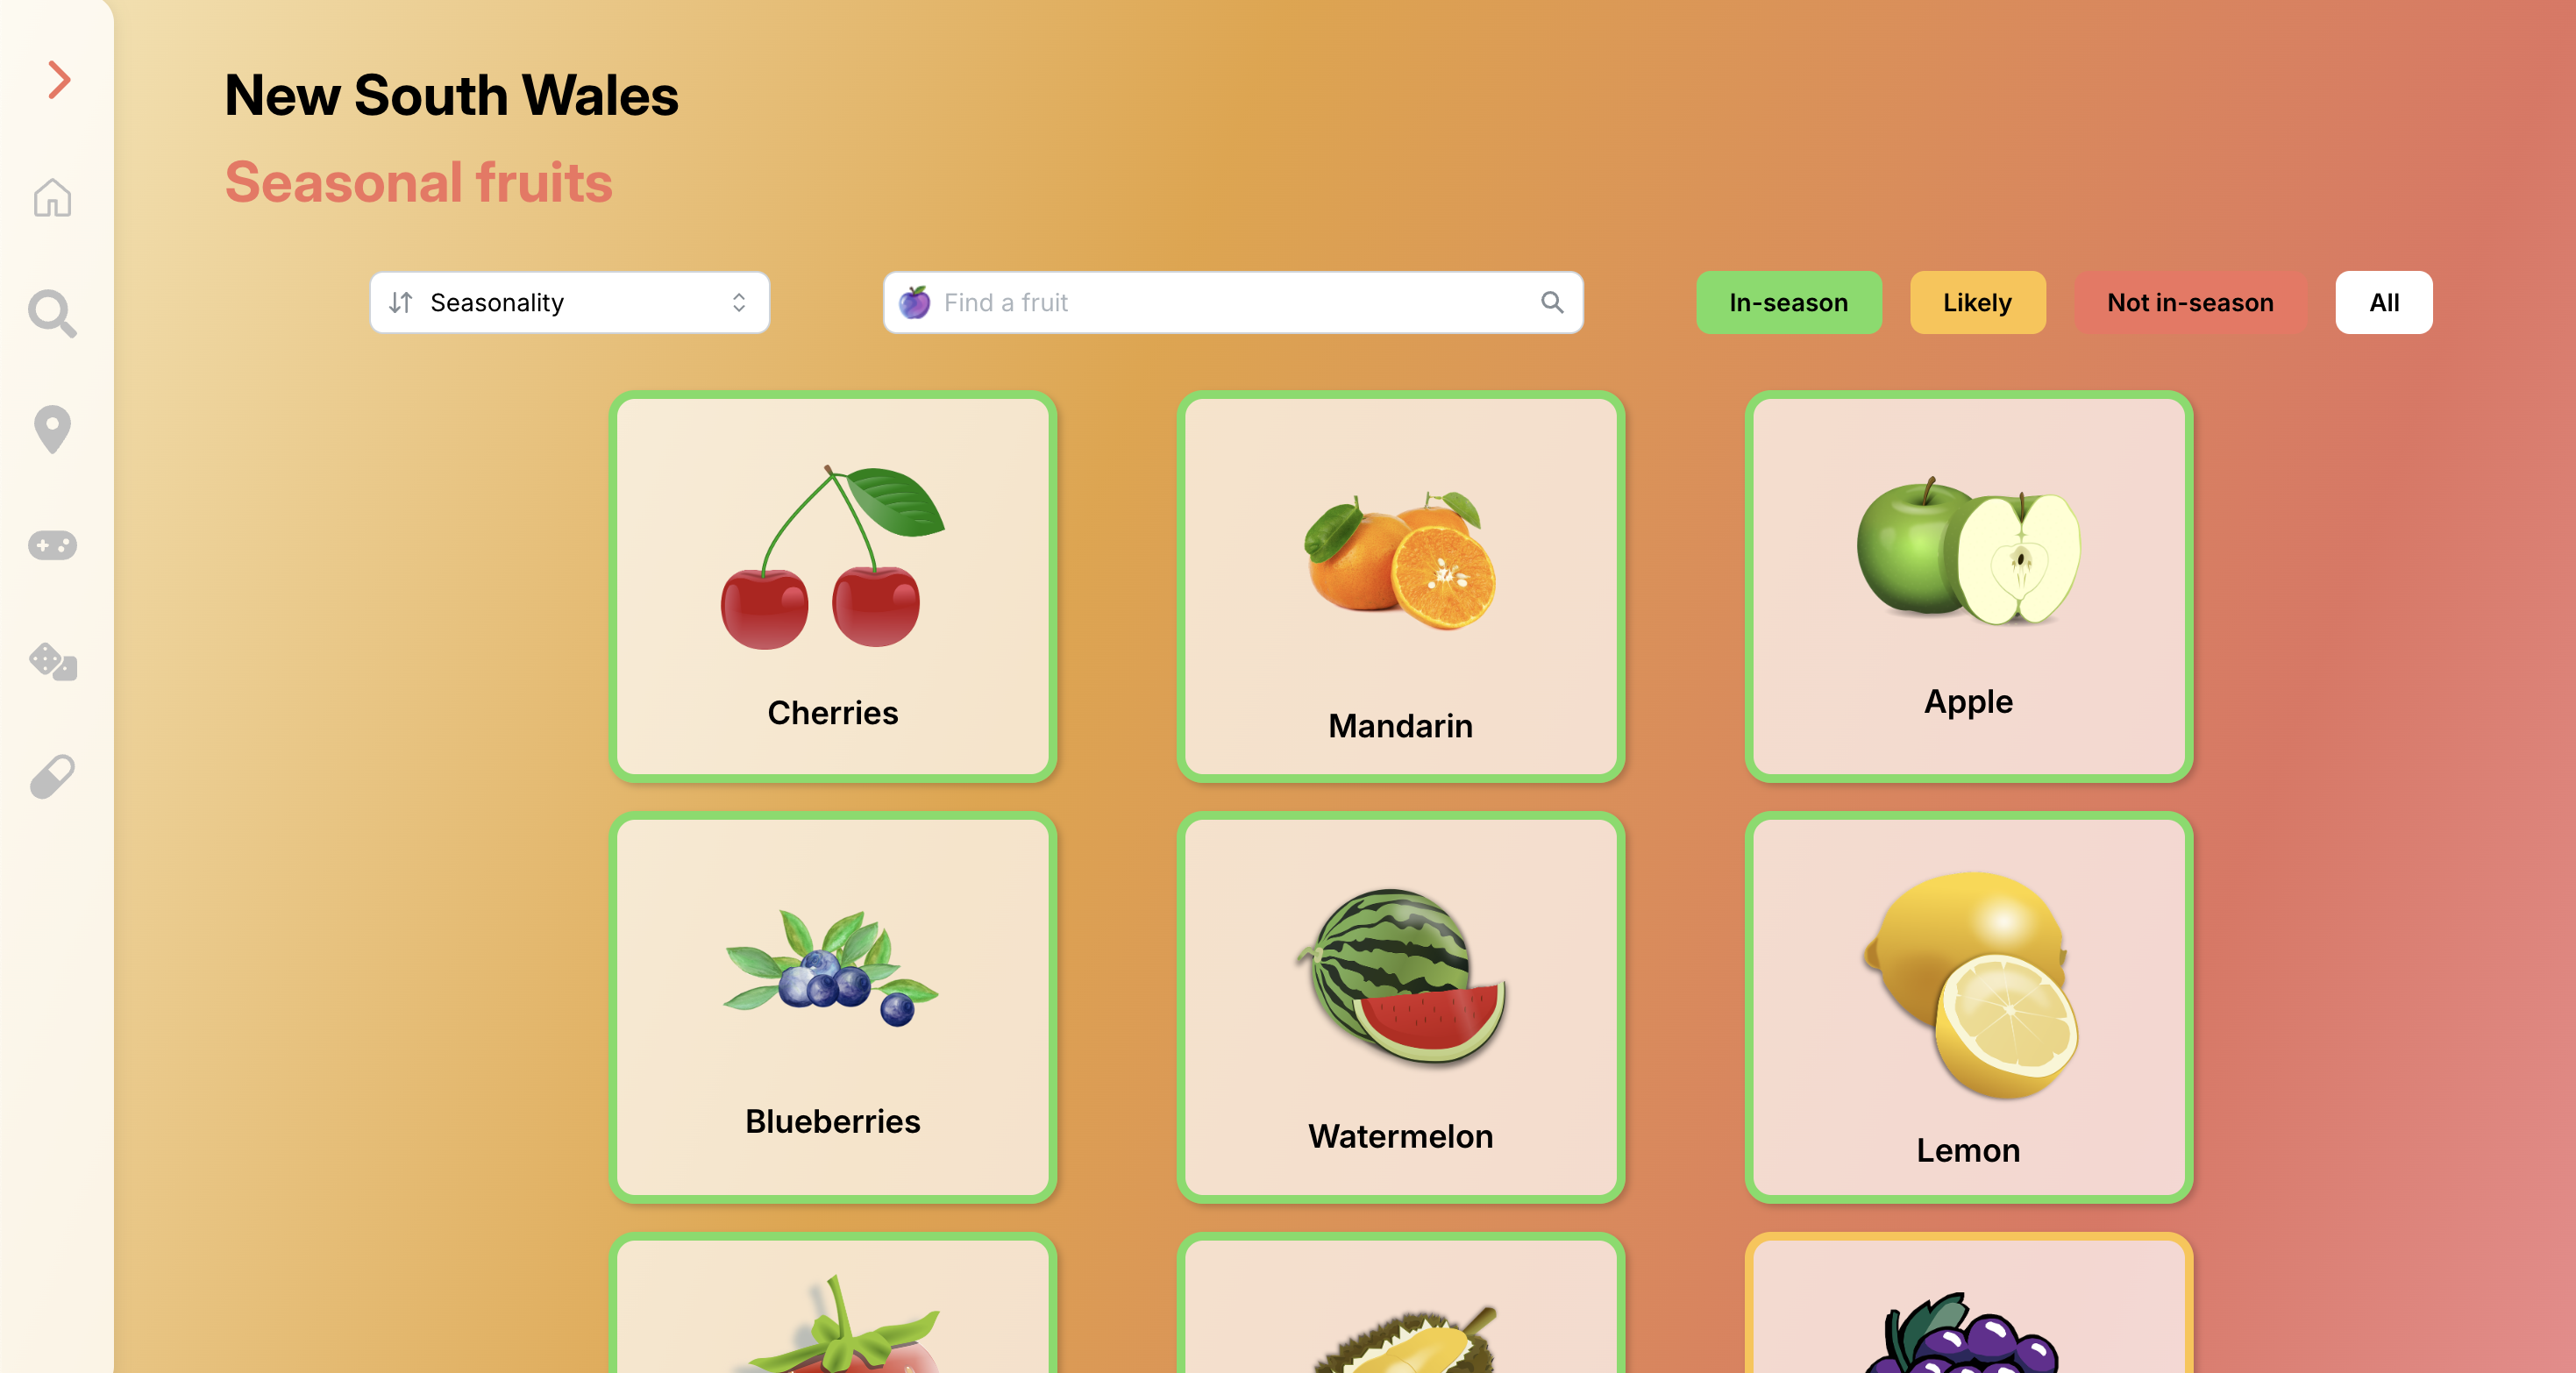 New South Wales
Seasonal fruits
Seasonality
Find a fruit
In-season
Likely
Not in-season
All
Cherries
Mandarin
Apple
Blueberries
Watermelon
Lemon